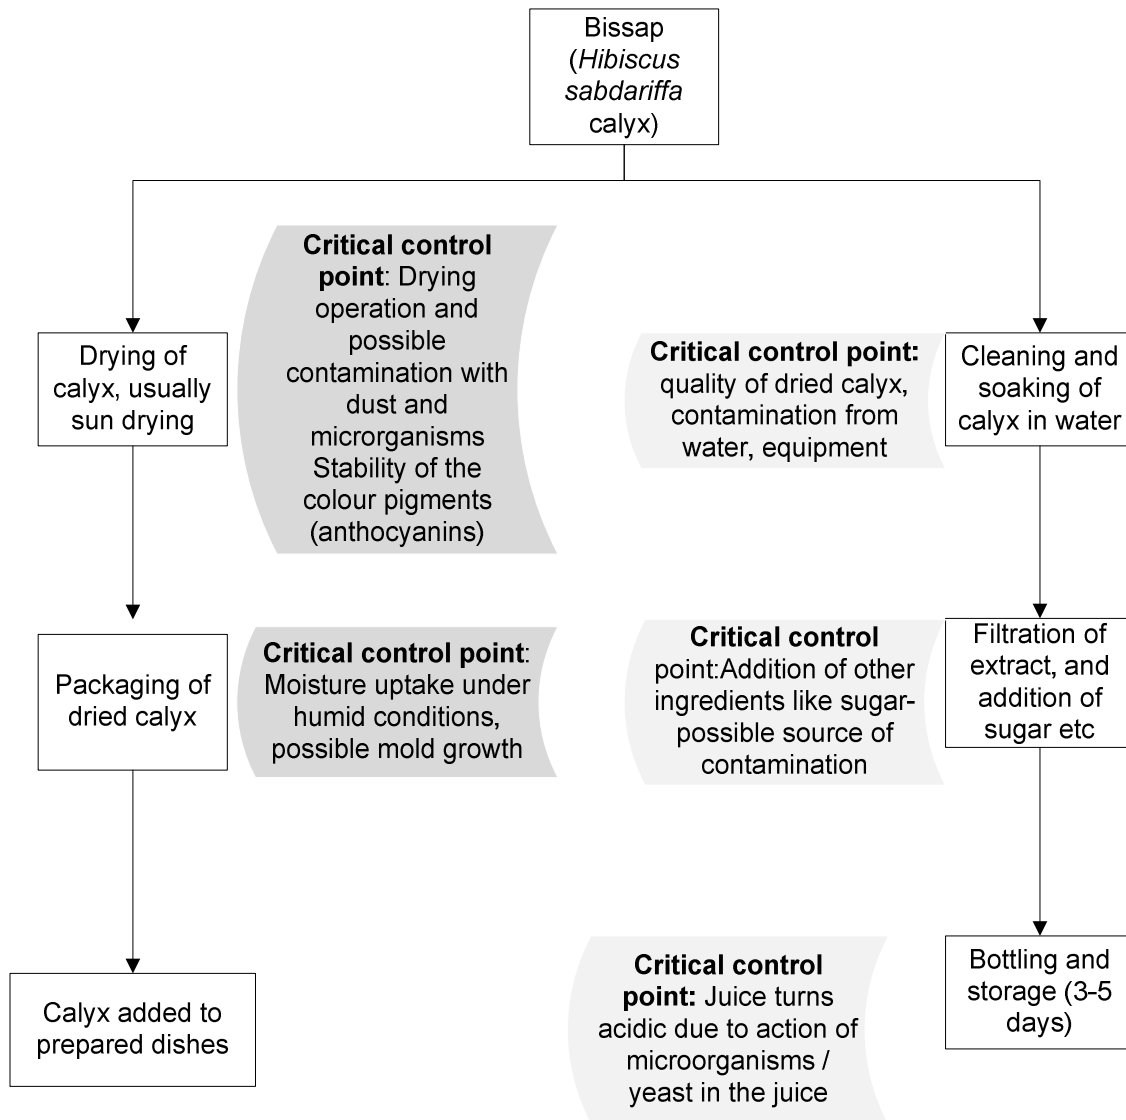 Bissap
(Hibiscus
sabdariffa
calyx)
Critical control
point: Drying
operation and
possible
contamination with
dust and
microrganisms
Stability of the
colour pigments
(anthocyanins)
Drying of
calyx, usually
sun drying
Critical control point:
quality of dried calyx,
contamination from
water, equipment
Cleaning and
soaking of
calyx in water
Packaging of
dried calyx
Critical control point:
Moisture uptake under
humid conditions,
possible mold growth
Critical control
point:Addition of other
ingredients like sugar-
possible source of
contamination
Filtration of
extract, and
addition of
sugar etc
Calyx added to
prepared dishes
Critical control
point: Juice turns
acidic due to action of
microorganisms /
yeast in the juice
Bottling and
storage (3-5
days)